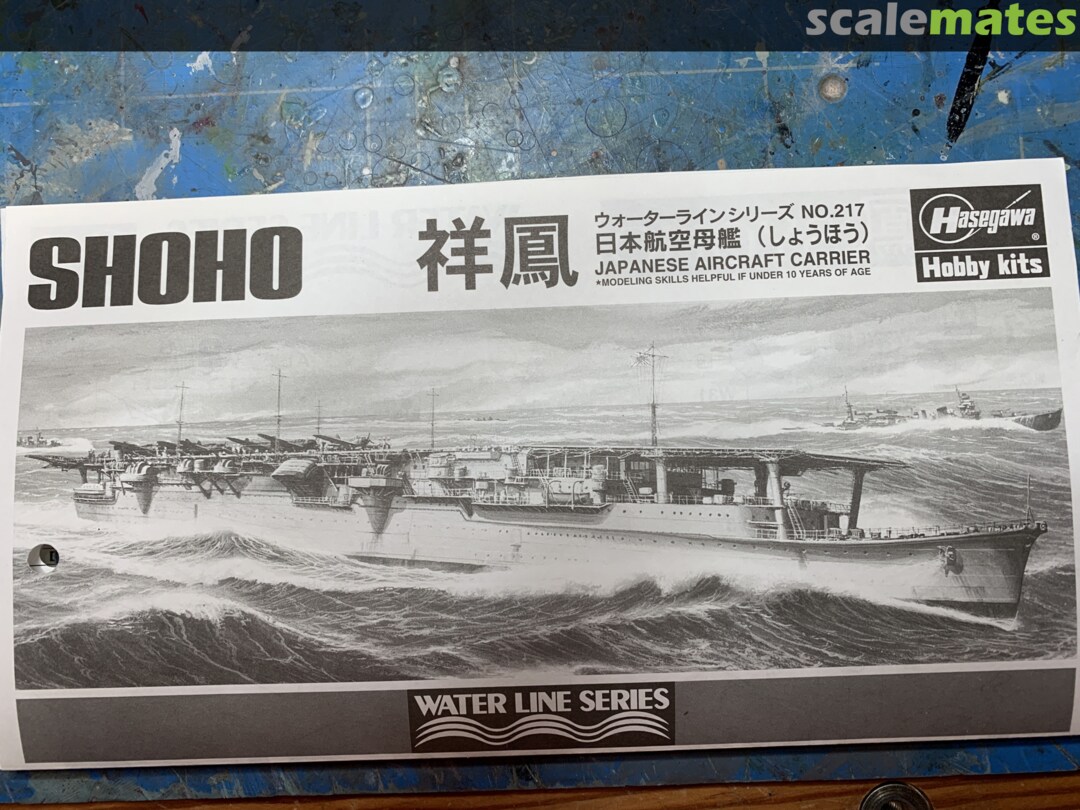 scalemates
SHOHO
祥鳳
ウォーターラインシリーズ NO.217
日本航空母艦（しょうほう）
JAPANESE AIRCRAFT CARRIER
*MODELING SKILLS HELPFUL IF UNDER 10 YEARS OF AGE
Hasegawa®
Hobby kits
WATER LINE SERIES